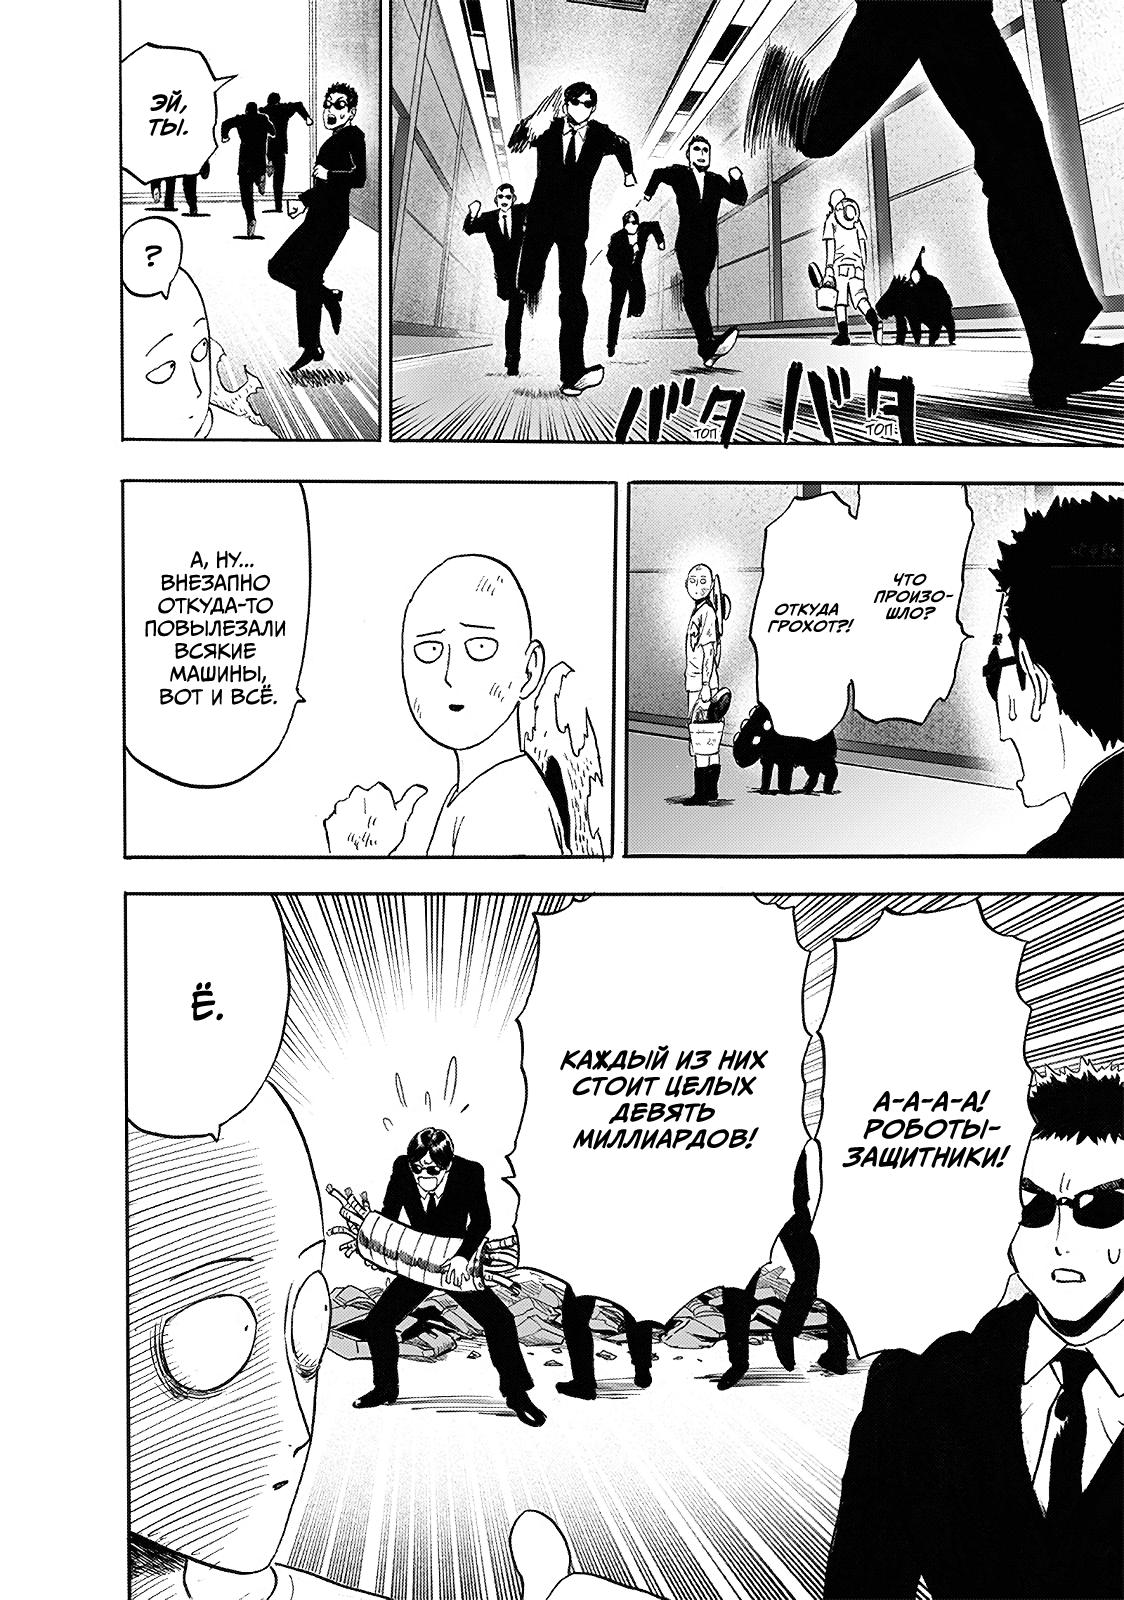 バタ
ТОП
バタ
ТОП
ЭЙ,
ТЫ.
?
ЧТО
ПРОИЗО-
ШЛО?
ОТКУДА
ГРОХОТ?!
А, НУ...
ВНЕЗАПНО
ОТКУДА-ТО
ПОВЫЛЕЗАЛИ
ВСЯКИЕ
МАШИНЫ,
ВОТ И ВСЁ.
А-А-А-А!
РОБОТЫ-
ЗАЩИТНИКИ!
КАЖДЫЙ ИЗ НИХ
СТОИТ ЦЕЛЫХ
ДЕВЯТЬ
МИЛЛИАРДОВ!
Ё.